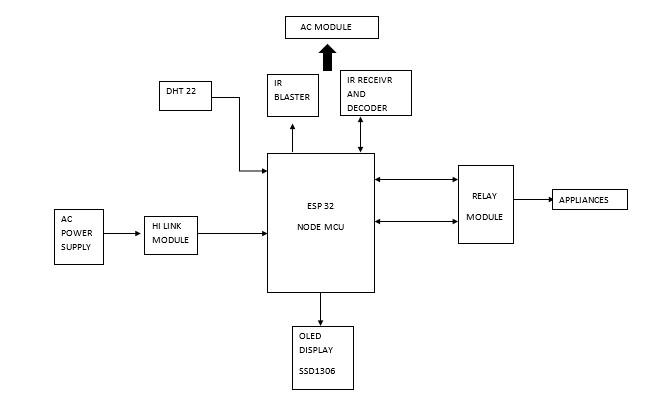 AC MODULE
IR
BLASTER
IR RECEIVR
AND
DECODER
DHT 22
ESP 32
NODE MCU
RELAY
MODULE
APPLIANCES
AC
POWER
SUPPLY
HI LINK
MODULE
OLED
DISPLAY
SSD1306